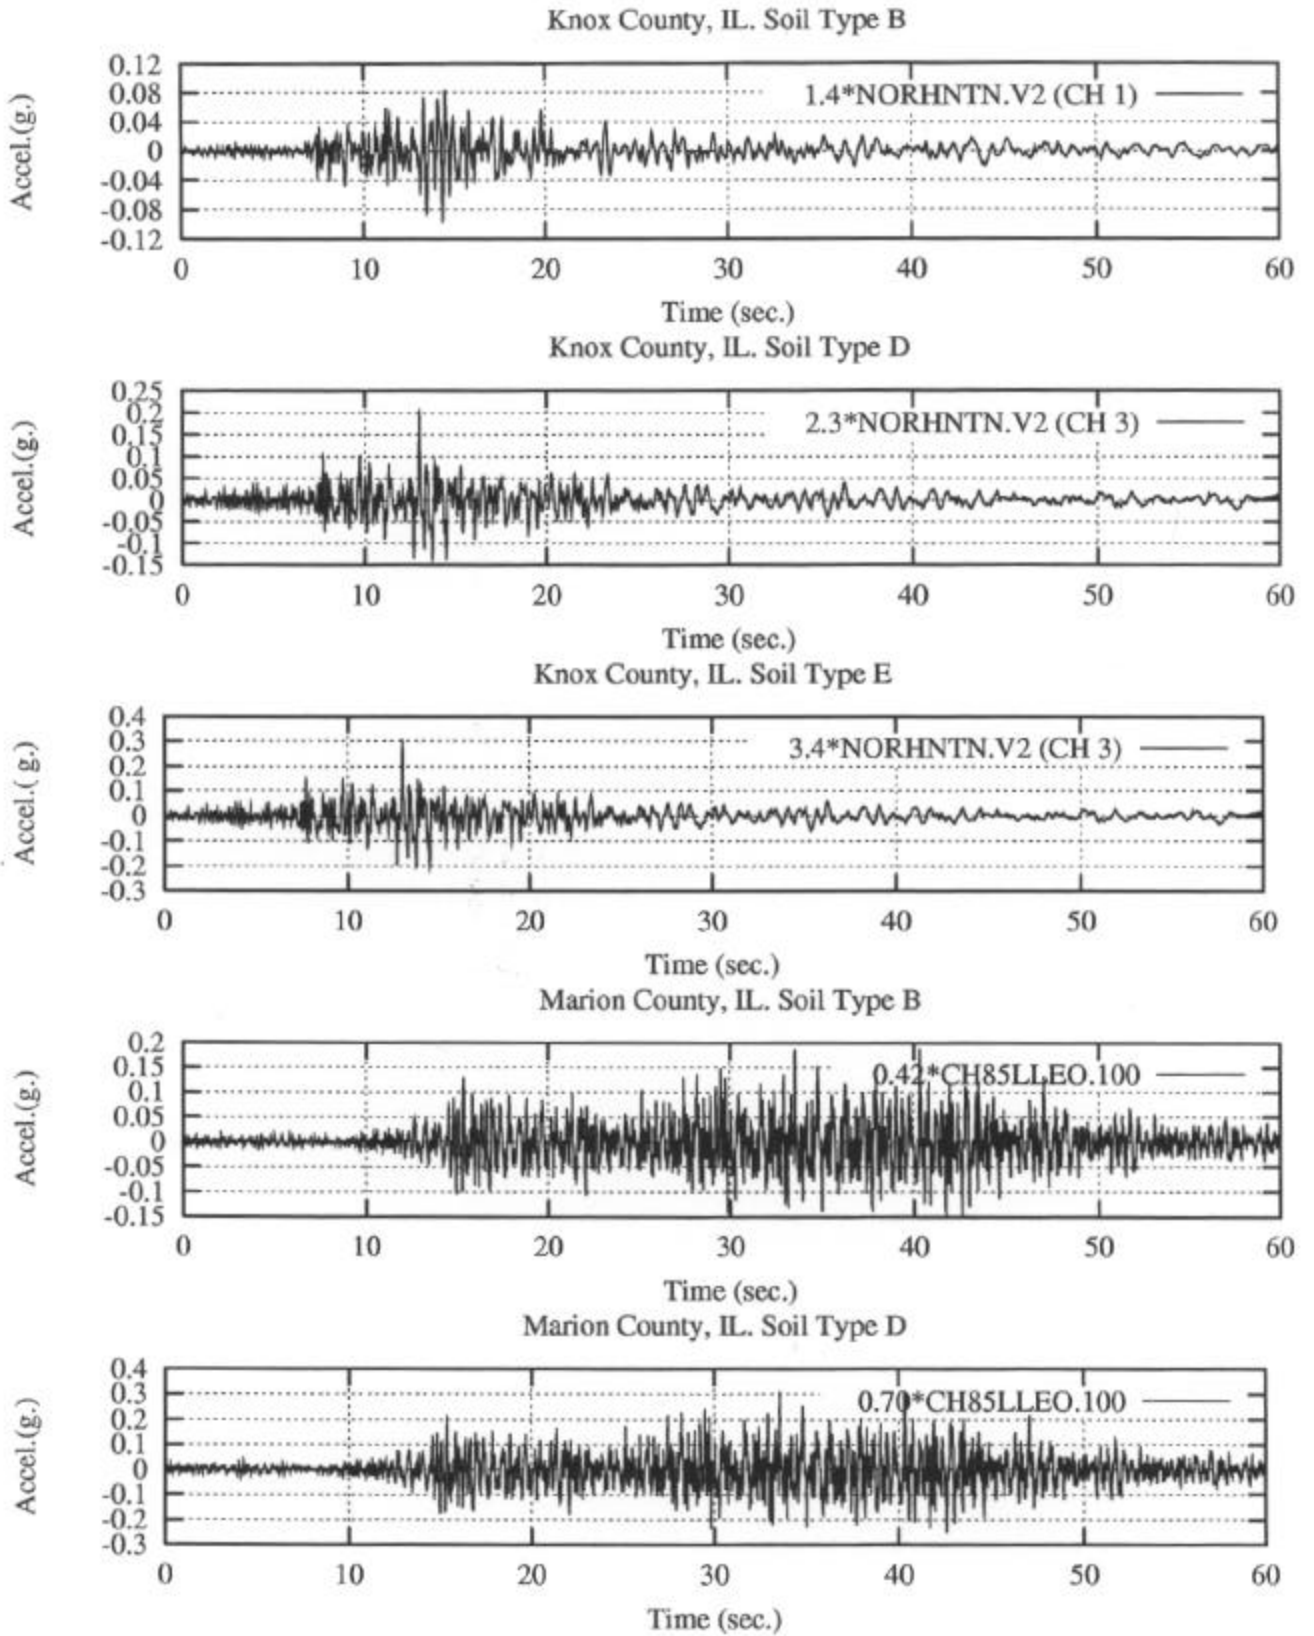 Knox County, IL. Soil Type B
0.12
0.08
0.04
0
-0.04
-0.08
-0.12
Accel.(g.)
1.4*NORHNTN.V2 (CH 1)
0 10 20 30 40 50 60
Time (sec.)
Knox County, IL. Soil Type D
0.25
0.2
0.15
0.1
0.05
0
-0.05
-0.1
-0.15
Accel.(g.)
2.3*NORHNTN.V2 (CH 3)
0 10 20 30 40 50 60
Time (sec.)
Knox County, IL. Soil Type E
0.4
0.3
0.2
0.1
0
-0.1
-0.2
-0.3
Accel.( g.)
3.4*NORHNTN.V2 (CH 3)
0 10 20 30 40 50 60
Time (sec.)
Marion County, IL. Soil Type B
0.2
0.15
0.1
0.05
0
-0.05
-0.1
-0.15
Accel.(g.)
0.42*CH85LLEO.100
0 10 20 30 40 50 60
Time (sec.)
Marion County, IL. Soil Type D
0.4
0.3
0.2
0.1
0
-0.1
-0.2
-0.3
Accel.(g.)
0.70*CH85LLEO.100
0 10 20 30 40 50 60
Time (sec.)